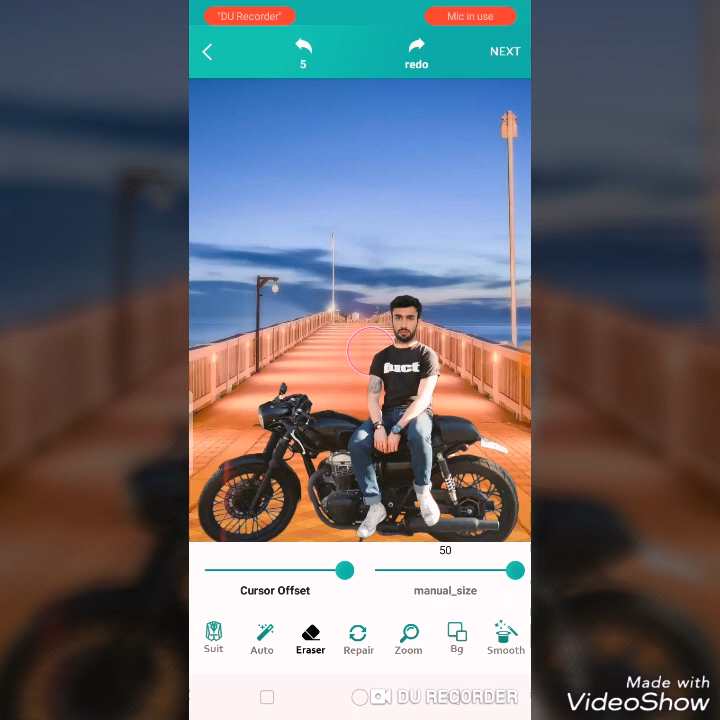 "DU Recorder"
Mic in use
5
redo
NEXT
fuct
50
Cursor Offset
manual_size
Suit
Auto
Eraser
Repair
Zoom
Bg
Smooth
DU RECORDER
Made with
VideoShow